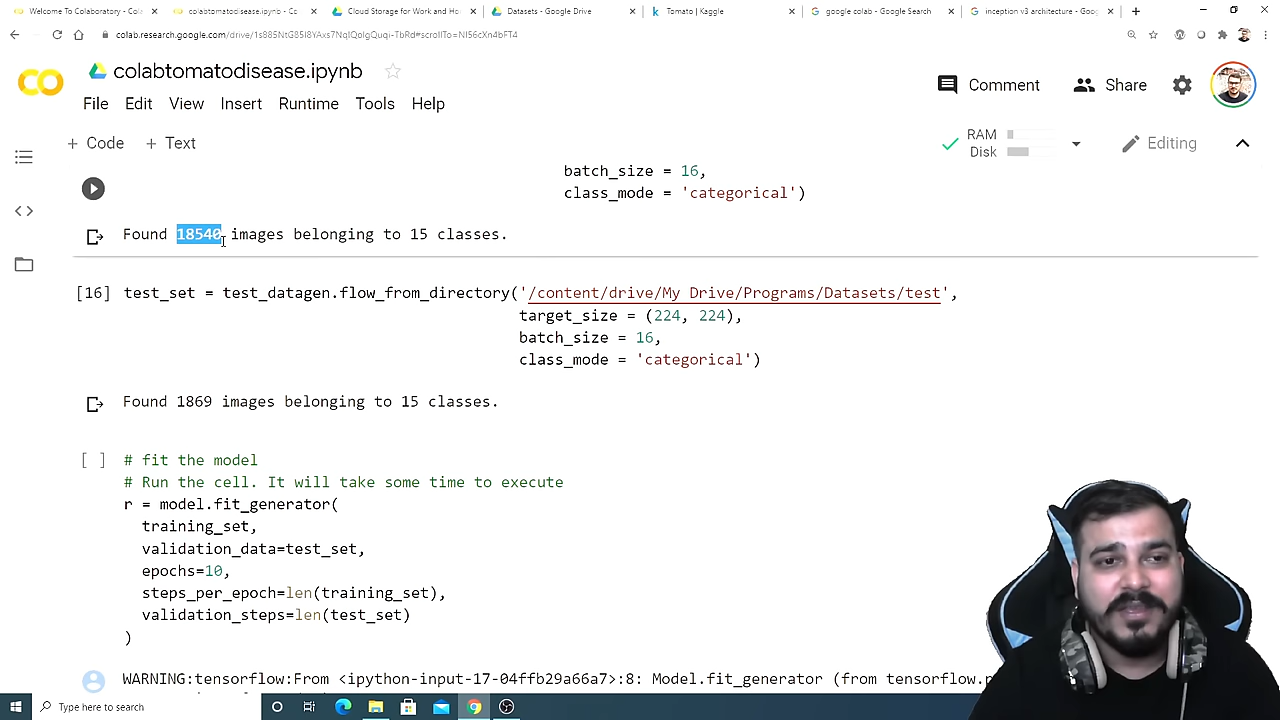 Welcome To Colaboratory - Colab
colabtomatodisease.ipynb - Co
Cloud Storage for Work and Ho
Datasets - Google Drive
Tomato | Kaggle
google colab - Google Search
inception v3 architecture - Goog
colab.research.google.com/drive/
colabtomatodisease.ipynb
Comment
Share
File Edit View Insert Runtime Tools Help
+ Code + Text
RAM
Disk
Editing
batch_size = 16,
class_mode = 'categorical')
Found 18540 images belonging to 15 classes.
[16] test_set = test_datagen.flow_from_directory('/content/drive/My Drive/Programs/Datasets/test',
target_size = (224, 224),
batch_size = 16,
class_mode = 'categorical')
Found 1869 images belonging to 15 classes.
[ ] # fit the model
# Run the cell. It will take some time to execute
r = model.fit_generator(
training_set,
validation_data=test_set,
epochs=10,
steps_per_epoch=len(training_set),
validation_steps=len(test_set)
)
WARNING:tensorflow:From <ipython-input-17-04ffb29a66a7>:8: Model.fit_generator (from tensorflow.p
Type here to search